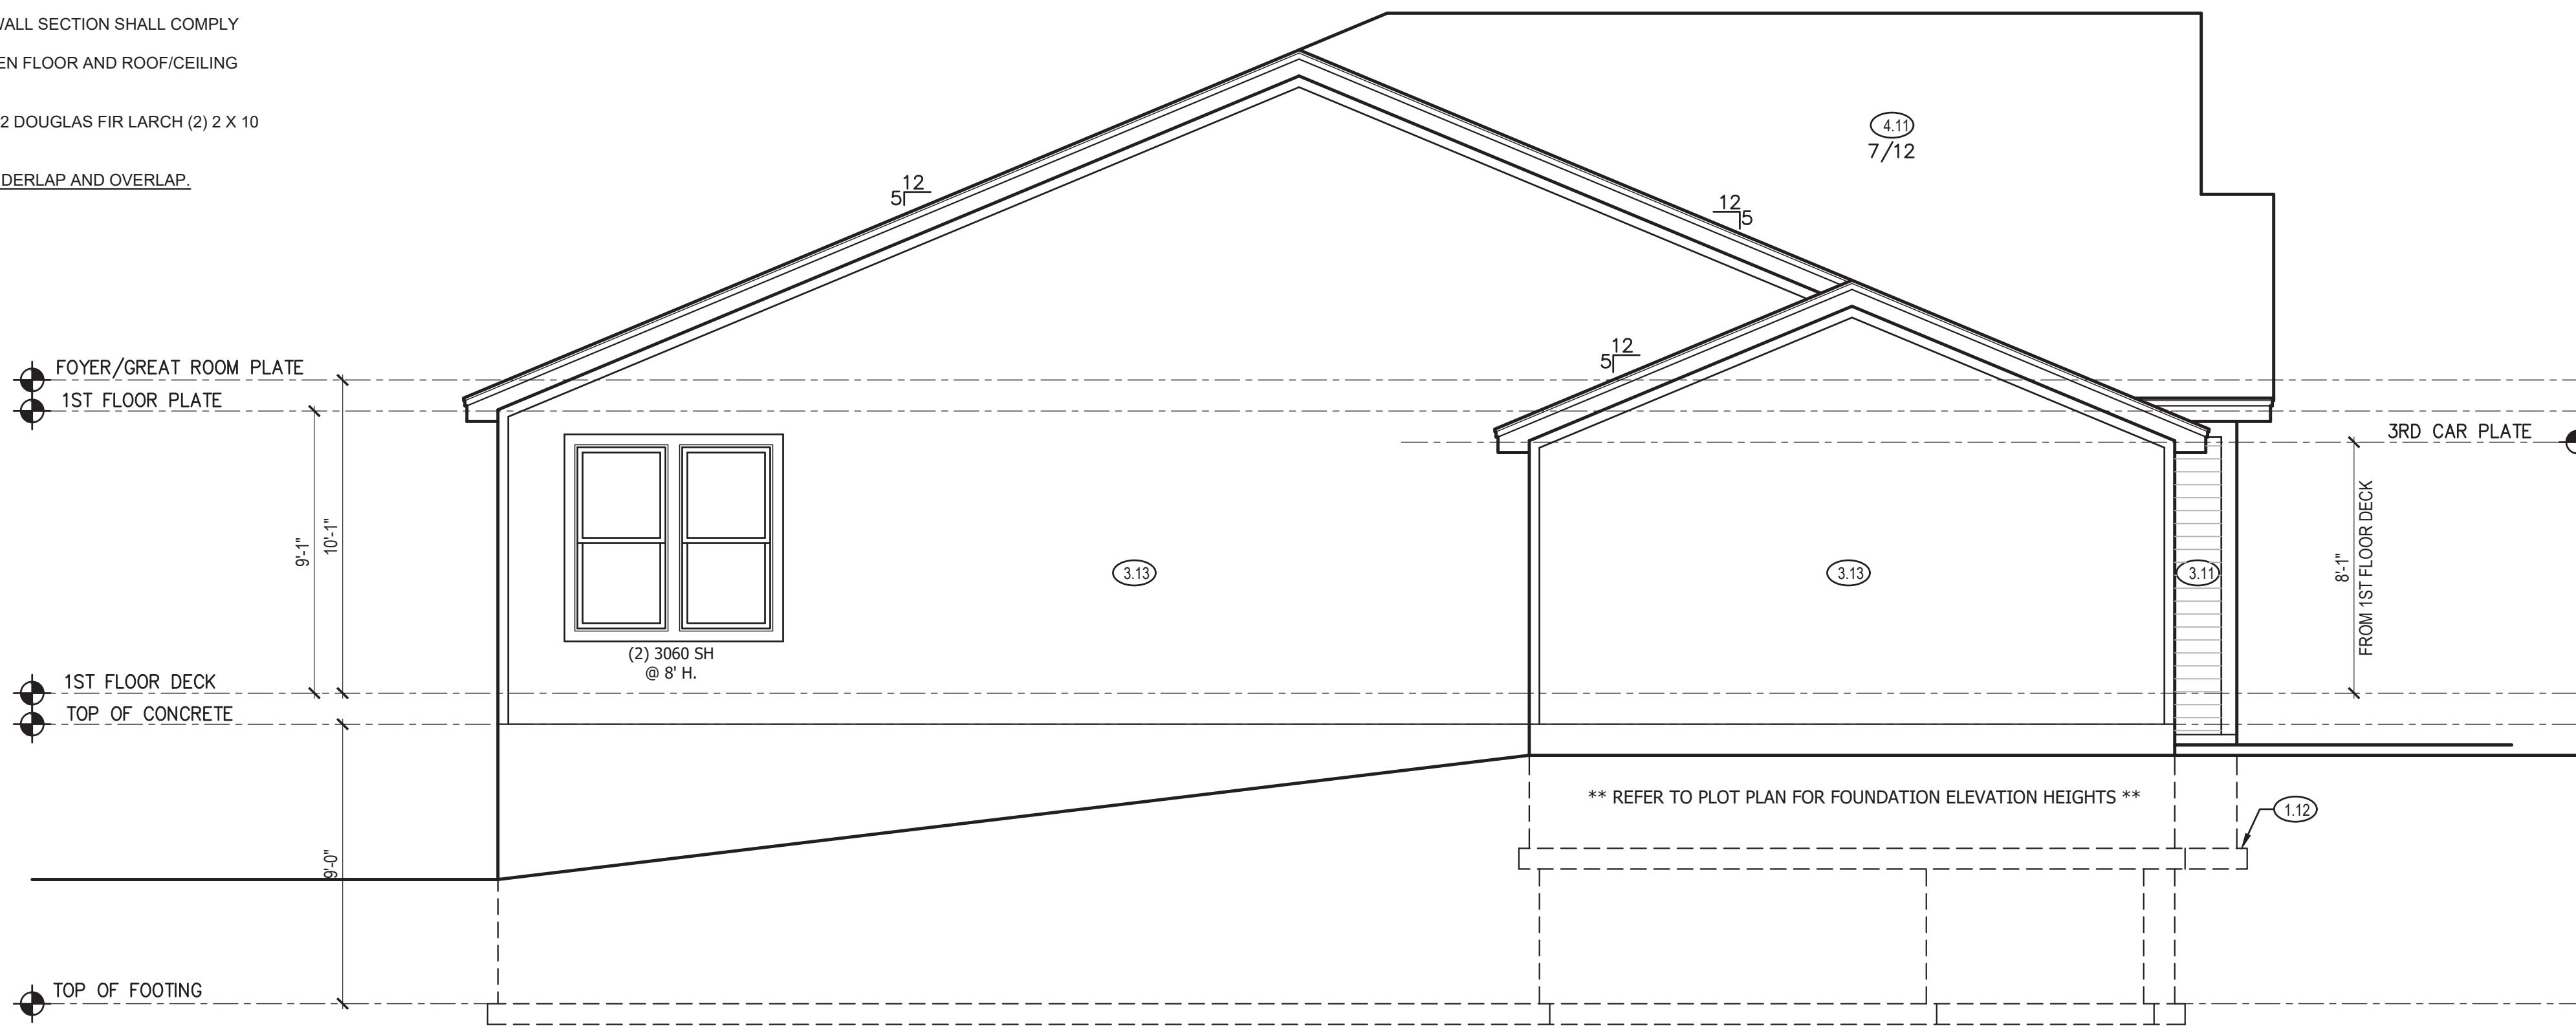 WALL SECTION SHALL COMPLY
EN FLOOR AND ROOF/CEILING
2 DOUGLAS FIR LARCH (2) 2 X 10
DERLAP AND OVERLAP.
4.11
7/12
12
5
12
5
12
5
FOYER/GREAT ROOM PLATE
1ST FLOOR PLATE
3RD CAR PLATE
9'-1"
10'-1"
8'-1"
FROM 1ST FLOOR DECK
3.13
3.13
3.11
(2) 3060 SH
@ 8' H.
1ST FLOOR DECK
TOP OF CONCRETE
** REFER TO PLOT PLAN FOR FOUNDATION ELEVATION HEIGHTS **
1.12
9'-0"
TOP OF FOOTING